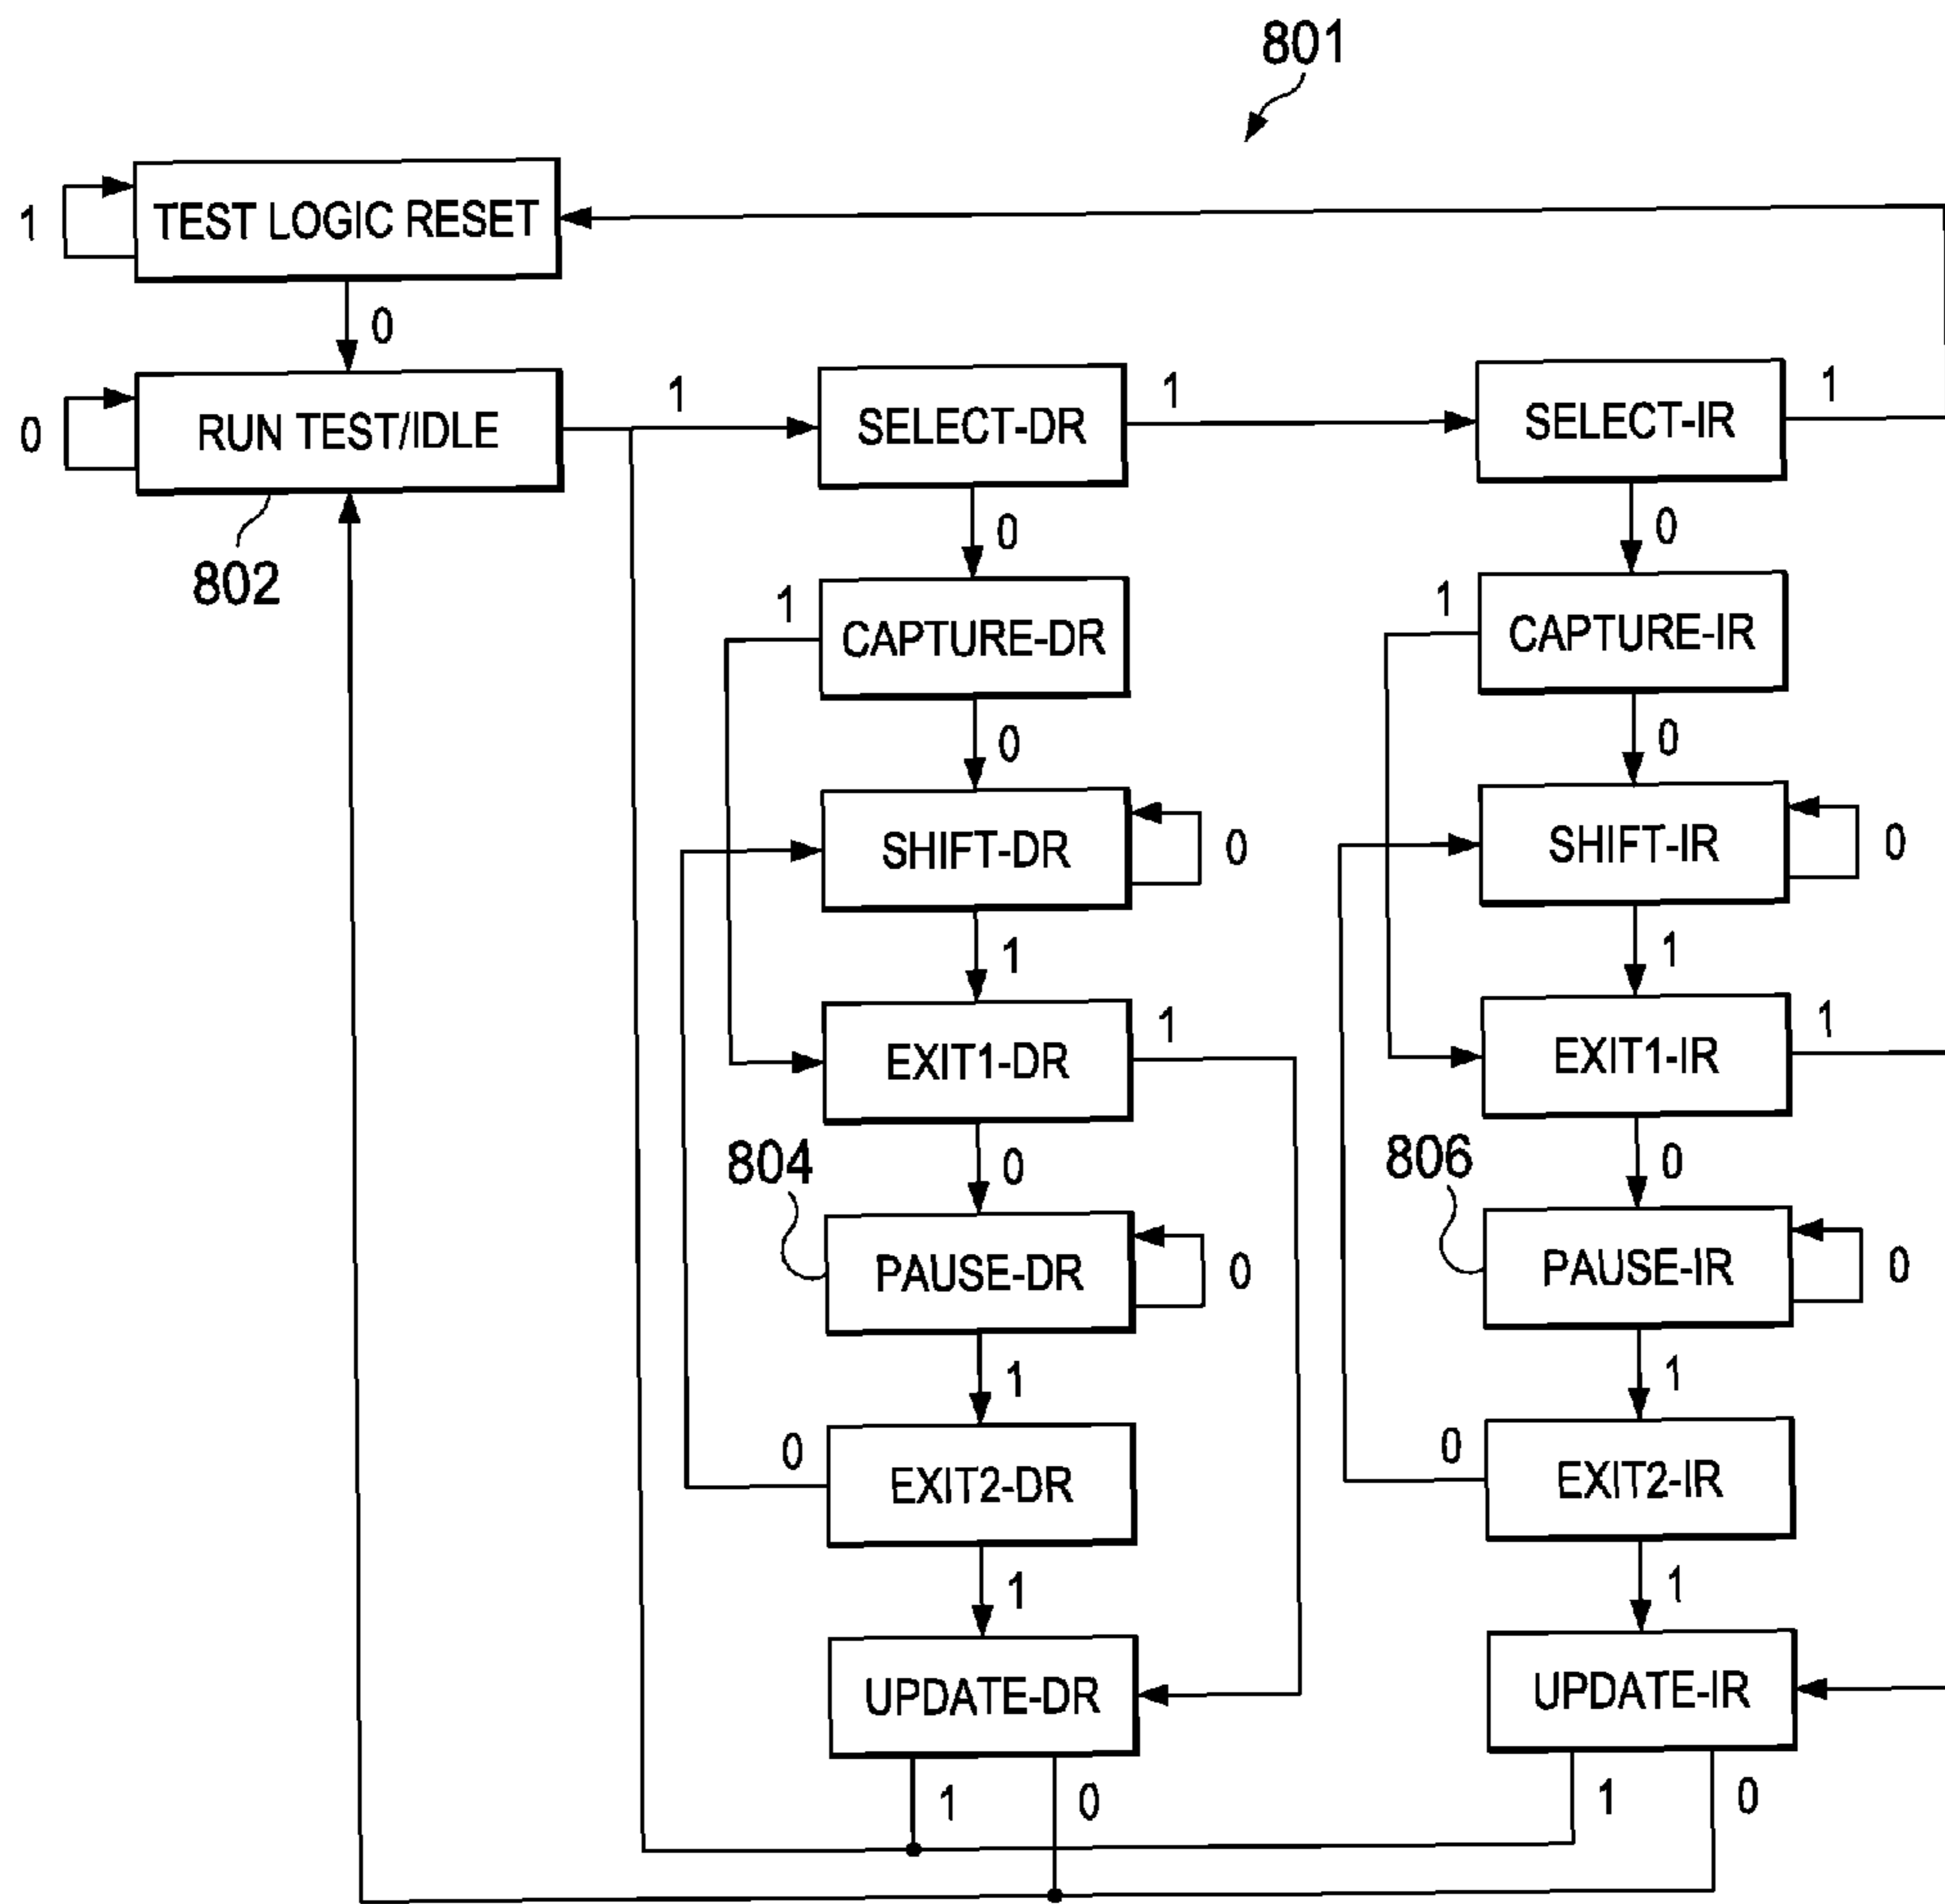 801
TEST LOGIC RESET
1
0
RUN TEST/IDLE
0
802
1
SELECT-DR
1
SELECT-IR
1
0
0
1
CAPTURE-DR
1
CAPTURE-IR
0
0
SHIFT-DR
0
SHIFT-IR
0
1
1
EXIT1-DR
1
EXIT1-IR
1
804
0
806
0
PAUSE-DR
0
PAUSE-IR
0
1
1
0
EXIT2-DR
0
EXIT2-IR
1
1
UPDATE-DR
UPDATE-IR
1
0
1
0